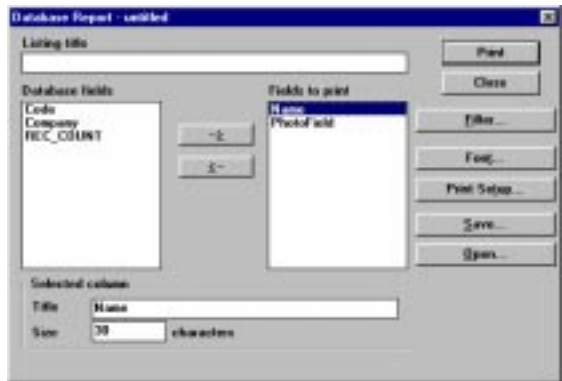 Database Report - untitled
Listing title
Print
Close
Database fields
Fields to print
Code
Company
REC_COUNT
Name
PhotoField
->
<-
Filter...
Font...
Print Setup...
Save...
Open...
Selected column
Title Name
Size 30 characters